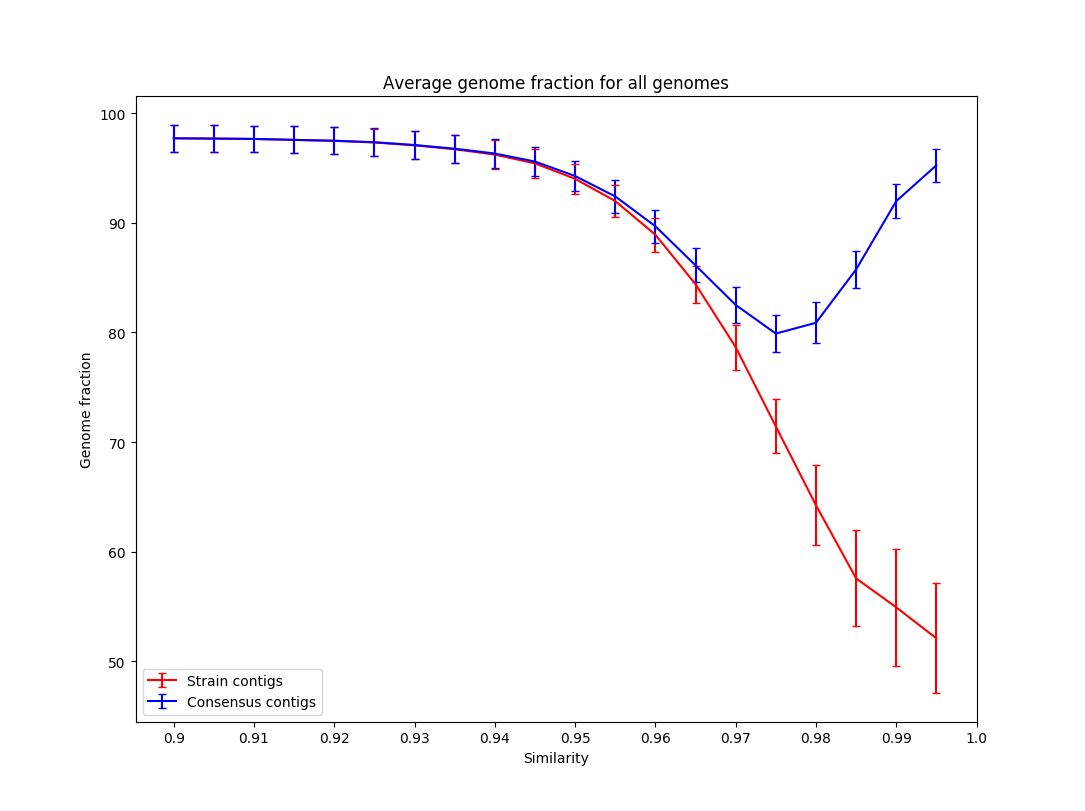 Average genome fraction for all genomes
100
90
80
70
60
50
Genome fraction
Strain contigs
Consensus contigs
0.9 0.91 0.92 0.93 0.94 0.95 0.96 0.97 0.98 0.99 1.0
Similarity